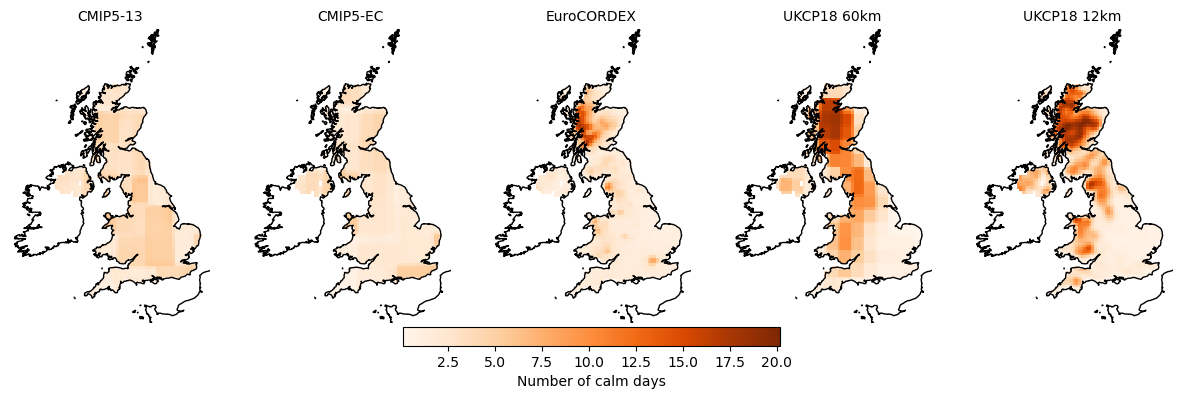 CMIP5-13 CMIP5-EC EuroCORDEX UKCP18 60km UKCP18 12km
2.5 5.0 7.5 10.0 12.5 15.0 17.5 20.0
Number of calm days